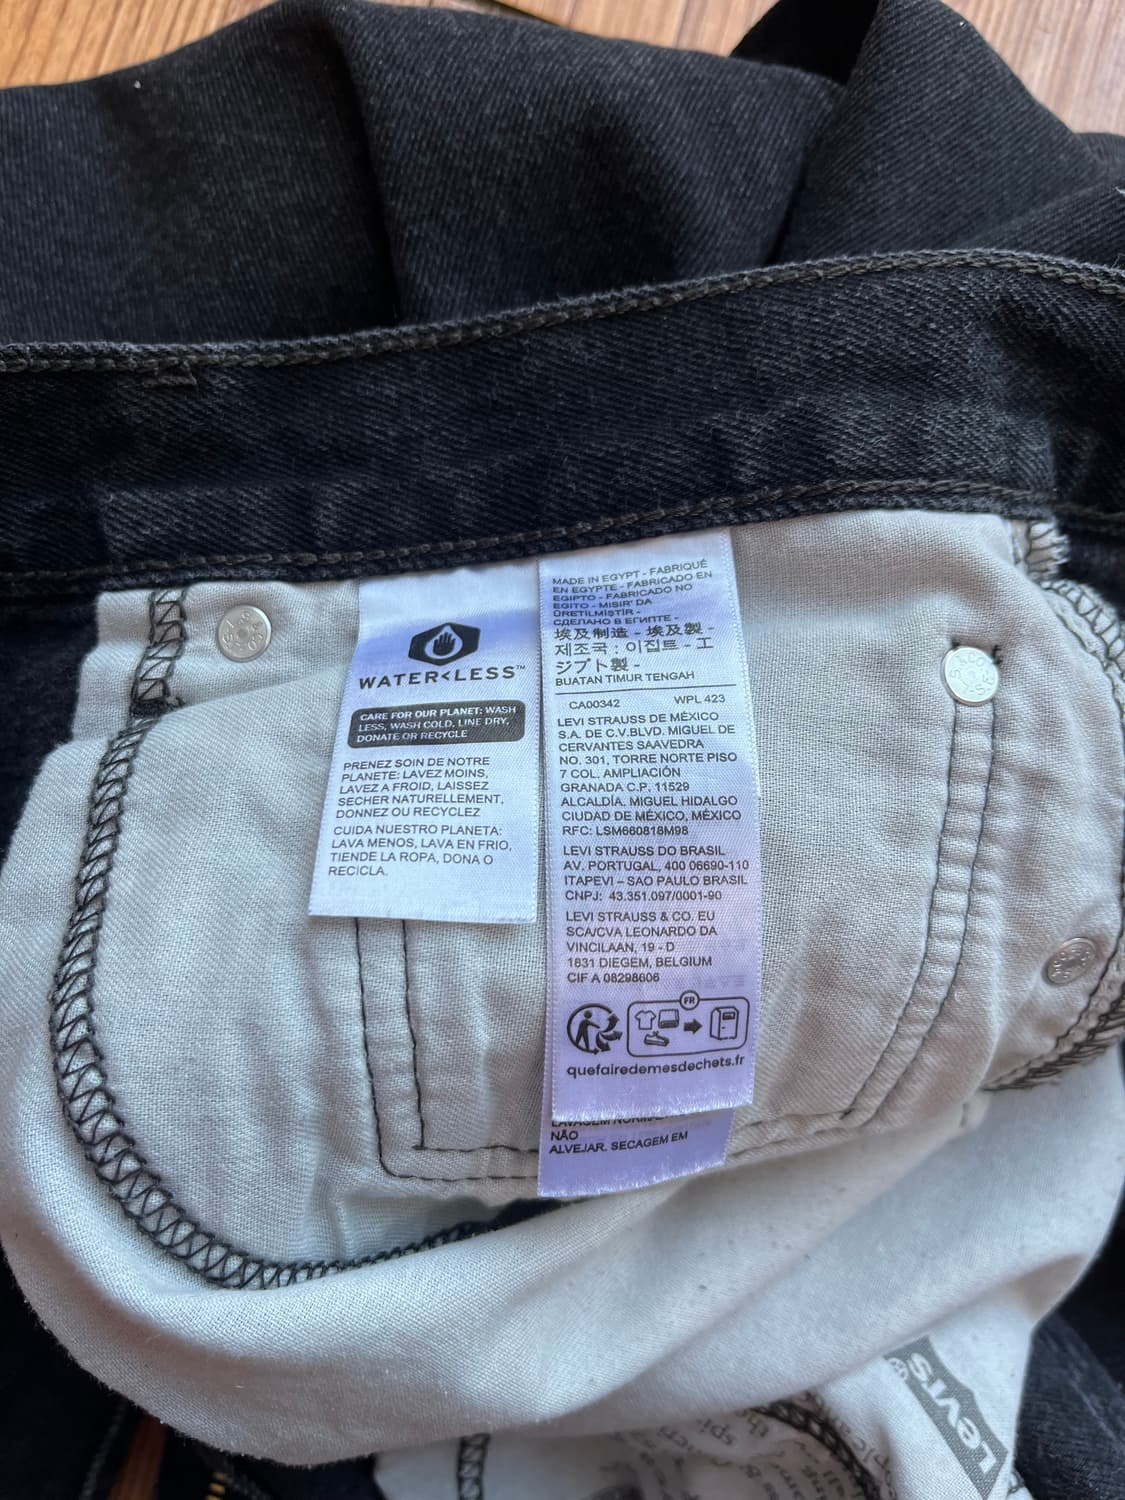 WATER<LESS™
CARE FOR OUR PLANET: WASH
LESS, WASH COLD, LINE DRY,
DONATE OR RECYCLE
PRENEZ SOIN DE NOTRE
PLANETE: LAVEZ MOINS,
LAVEZ A FROID, LAISSEZ
SECHER NATURELLEMENT,
DONNEZ OU RECYCLEZ
CUIDA NUESTRO PLANETA:
LAVA MENOS, LAVA EN FRIO,
TIENDE LA ROPA, DONA O
RECICLA.
MADE IN EGYPT - FABRIQUÉ
EN EGYPTE - FABRICADO EN
EGIPTO - FABRICADO NO
EGITO - MISIR' DA
ÜRETILMIŞTIR -
СДЕЛАНО В ЕГИПТЕ -
埃及制造 - 埃及製 -
제조국 : 이집트 - エ
ジプト製 -
BUATAN TIMUR TENGAH
CA00342 WPL 423
LEVI STRAUSS DE MÉXICO
S.A. DE C.V.BLVD. MIGUEL DE
CERVANTES SAAVEDRA
NO. 301, TORRE NORTE PISO
7 COL. AMPLIACIÓN
GRANADA C.P. 11529
ALCALDÍA. MIGUEL HIDALGO
CIUDAD DE MÉXICO, MÉXICO
RFC: LSM660818M98
LEVI STRAUSS DO BRASIL
AV. PORTUGAL, 400 06690-110
ITAPEVI – SAO PAULO BRASIL
CNPJ: 43.351.097/0001-90
LEVI STRAUSS & CO. EU
SCA/CVA LEONARDO DA
VINCILAAN, 19 - D
1831 DIEGEM, BELGIUM
CIF A 08298606
FR
quefairedemesdechets.fr
NÃO
ALVEJAR. SECAGEM EM
LEVI'S